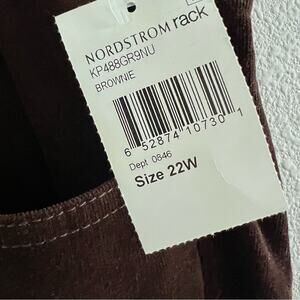 NORDSTROM rack
KP488GR9NU
BROWNIE
6 52874 10730 1
Dept 0846
Size 22W